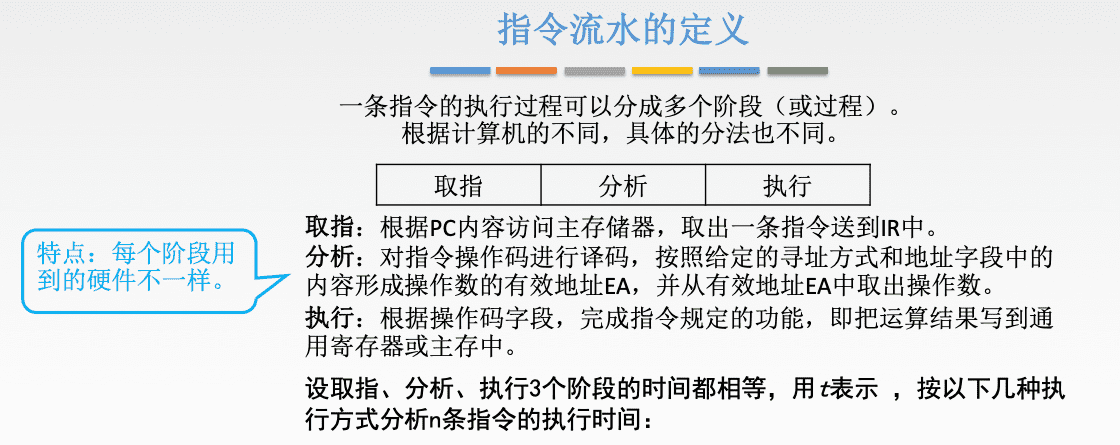 指令流水的定义
一条指令的执行过程可以分成多个阶段（或过程）。
根据计算机的不同，具体的分法也不同。
取指 分析 执行
特点：每个阶段用
到的硬件不一样。
取指：根据PC内容访问主存储器，取出一条指令送到IR中。
分析：对指令操作码进行译码，按照给定的寻址方式和地址字段中的
内容形成操作数的有效地址EA，并从有效地址EA中取出操作数。
执行：根据操作码字段，完成指令规定的功能，即把运算结果写到通
用寄存器或主存中。
设取指、分析、执行3个阶段的时间都相等，用t表示 ，按以下几种执
行方式分析n条指令的执行时间：